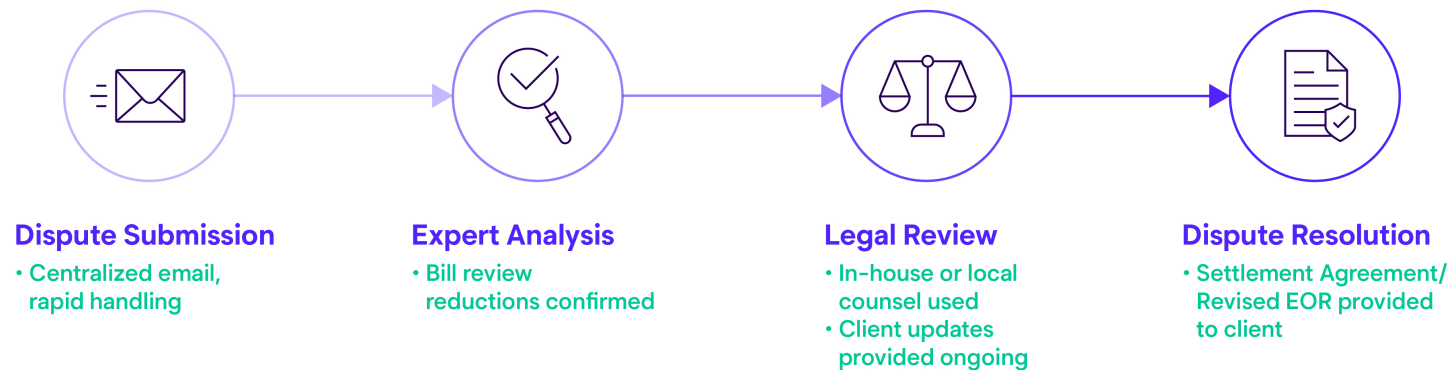 Dispute Submission
• Centralized email,
rapid handling
Expert Analysis
• Bill review
reductions confirmed
Legal Review
• In-house or local
counsel used
• Client updates
provided ongoing
Dispute Resolution
• Settlement Agreement/
Revised EOR provided
to client